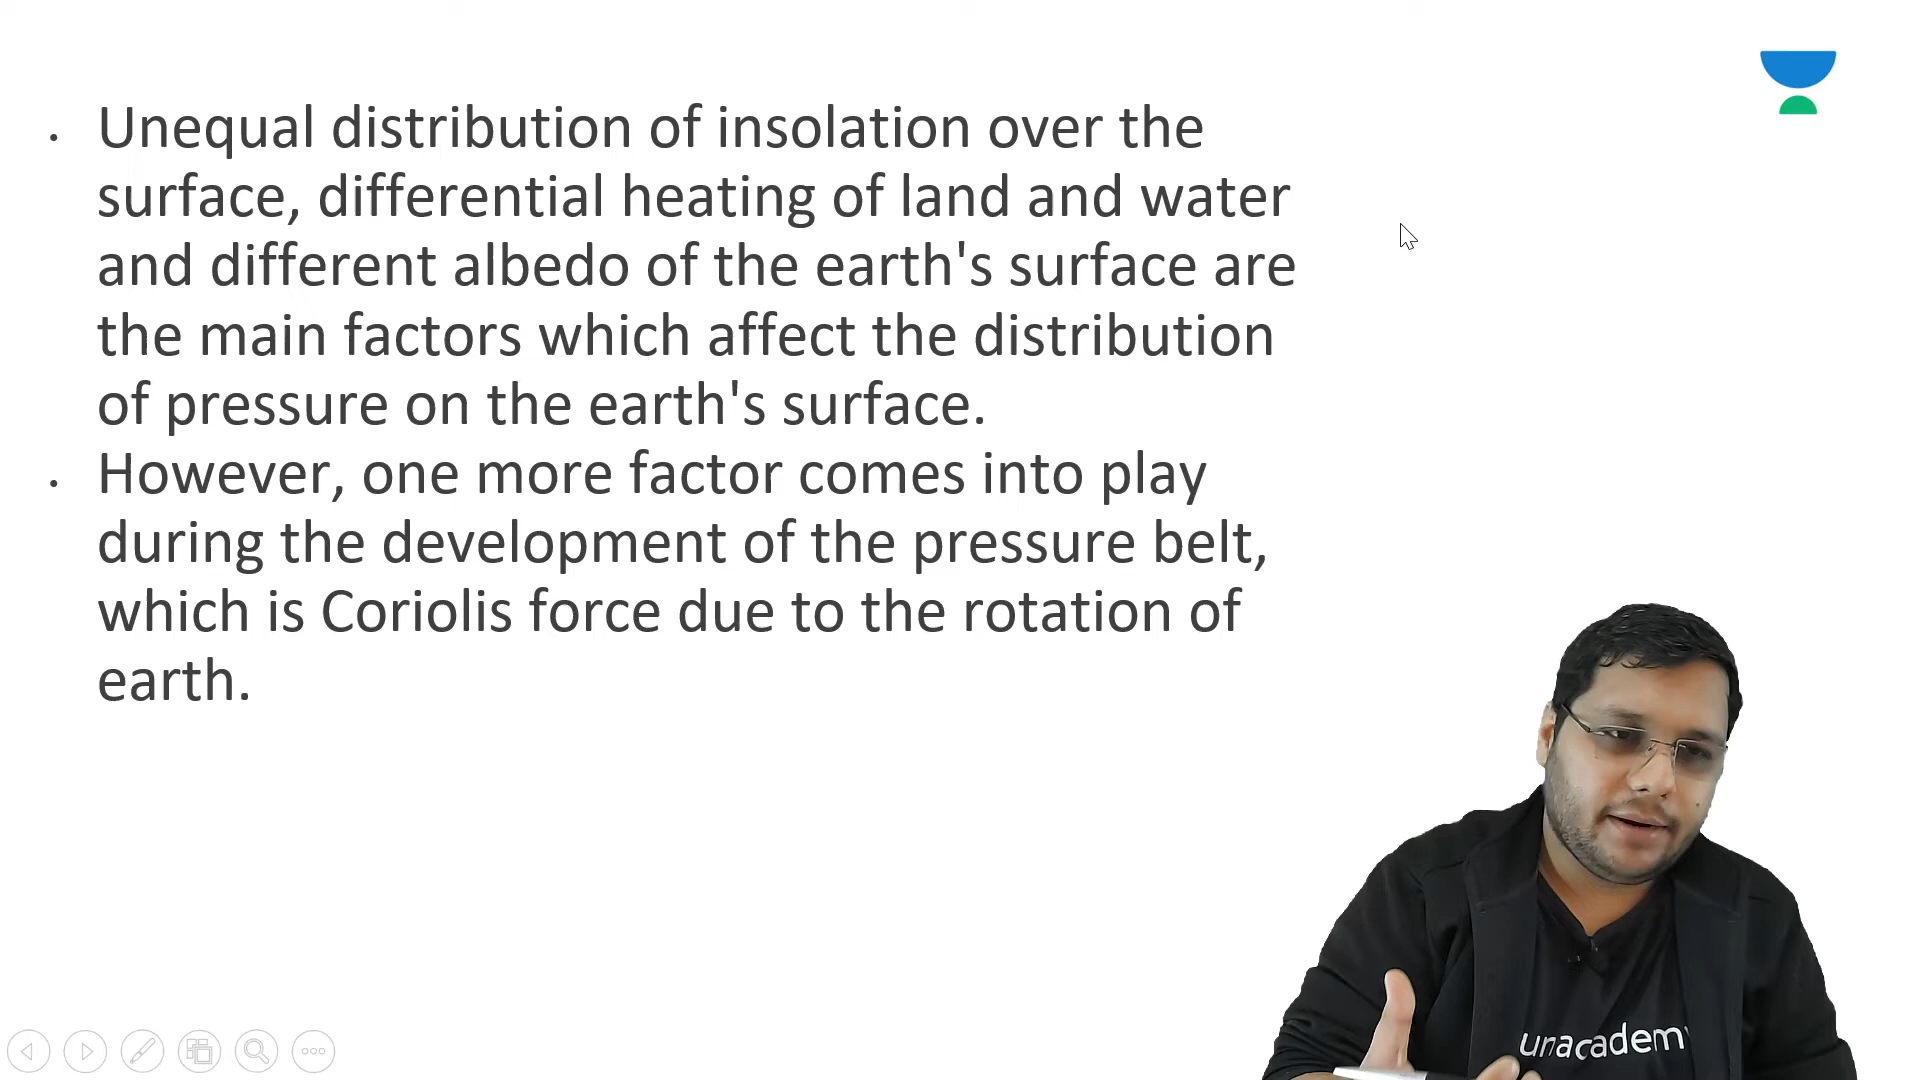 Unequal distribution of insolation over the
surface, differential heating of land and water
and different albedo of the earth's surface are
the main factors which affect the distribution
of pressure on the earth's surface.
However, one more factor comes into play
during the development of the pressure belt,
which is Coriolis force due to the rotation of
earth.
unacademy